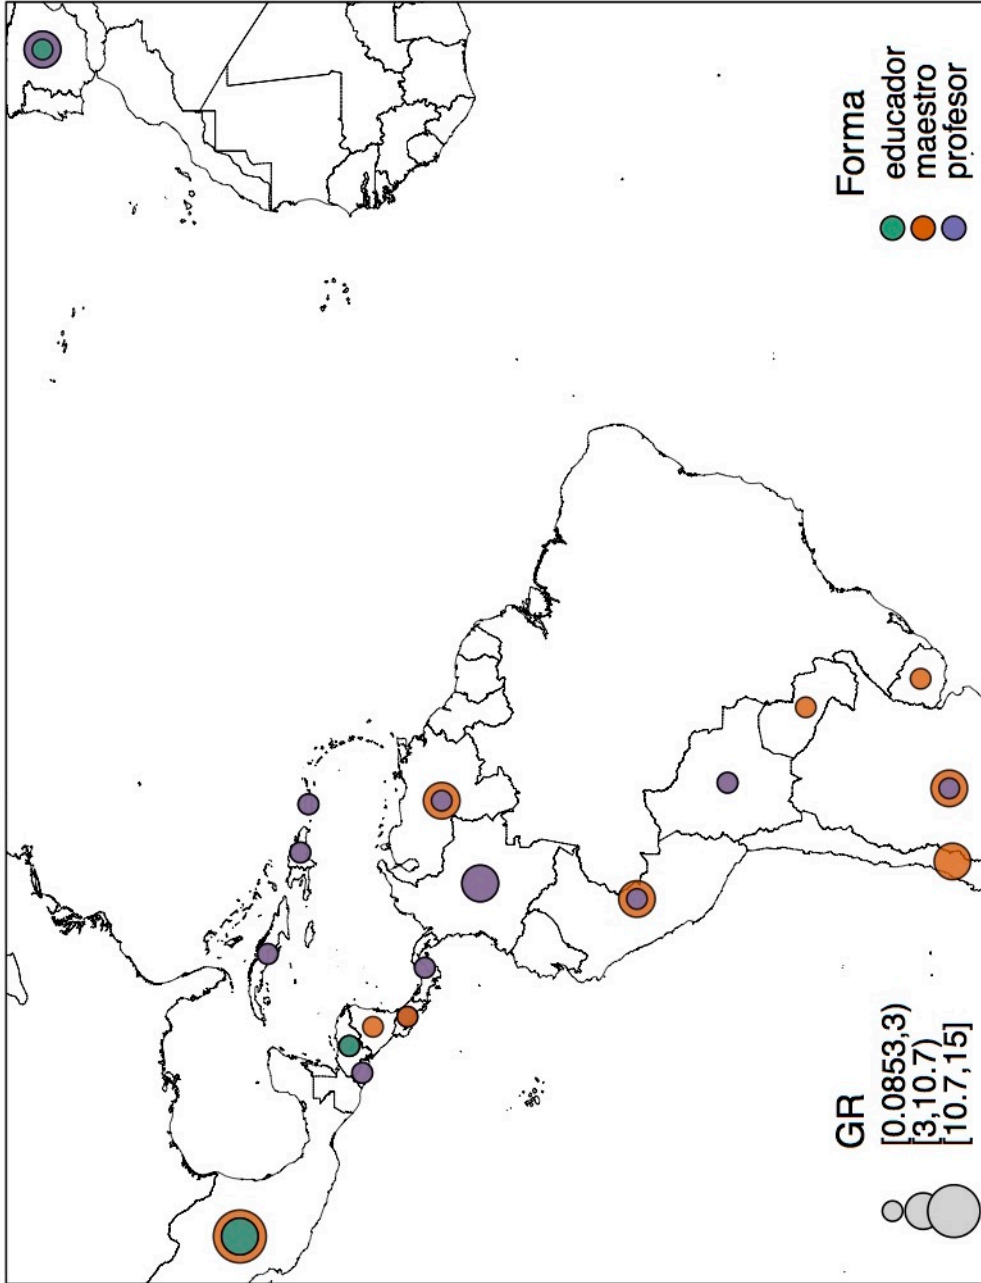 Forma
educador
maestro
profesor
GR
[0.0853,3)
[3,10.7)
[10.7,15]